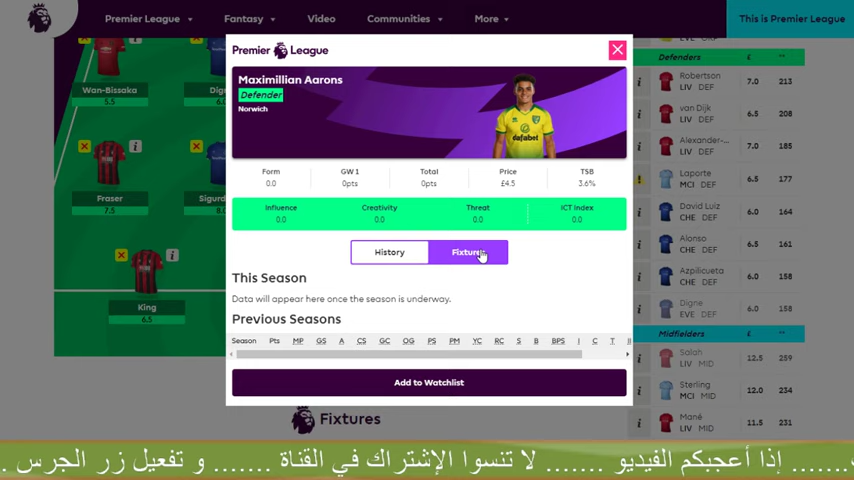 Premier League
Fantasy
Video
Communities
More
This is Premier League
Wan-Bissaka
5.5
Fraser
7.5
King
6.5
Premier League
Maximillian Aarons
Defender
Norwich
Form GW 1 Total Price TSB
0.0 0pts 0pts £4.5 3.6%
Influence Creativity Threat ICT Index
0.0 0.0 0.0 0.0
History
This Season
Data will appear here once the season is underway.
Previous Seasons
Season Pts MP GS A CS GC OG PS PM YC RC S B BPS I C T
Add to Watchlist
Fixtures
Defenders £
Robertson 7.0 213
LIV DEF
van Dijk 6.5 208
LIV DEF
Alexander-... 7.0 185
LIV DEF
Laporte 6.5 177
MCI DEF
David Luiz 6.0 164
CHE DEF
Alonso 6.5 161
CHE DEF
Azpilicueta 6.0 158
CHE DEF
Digne 6.0 158
EVE DEF
Midfielders £
Salah 12.5 259
LIV MID
Sterling 12.0 234
MCI MID
Mané 11.5 231
LIV MID
إذا أعجبكم الفيديو ....... لا تنسوا الإشتراك في القناة ....... و تفعيل زر الجرس